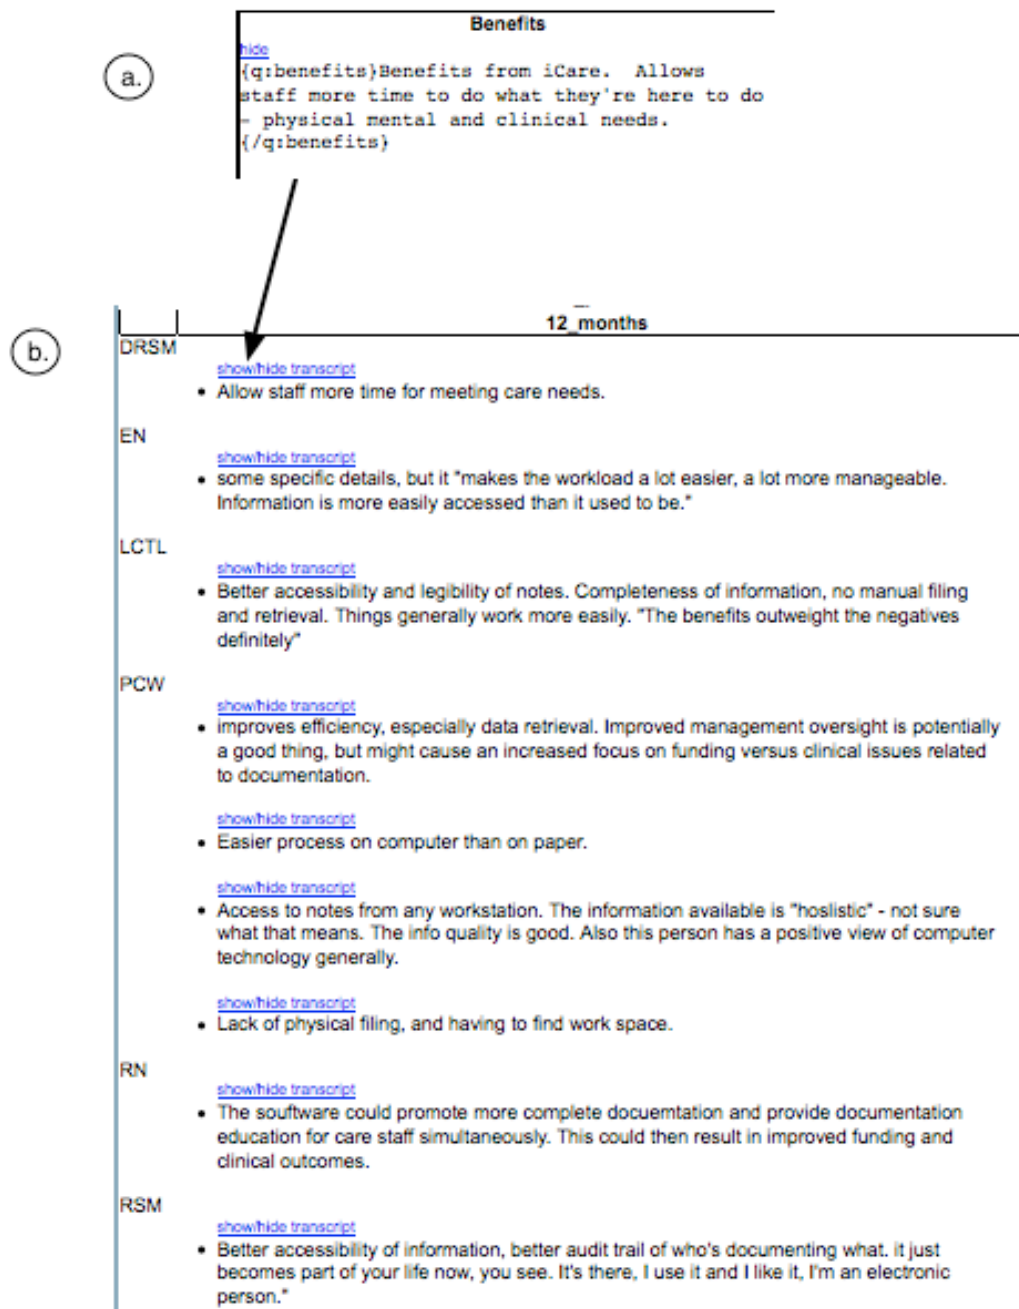 Benefits
hide
a.
{q:benefits}Benefits from iCare. Allows
staff more time to do what they're here to do
- physical mental and clinical needs.
{/q:benefits}
12_months
b.
DRSM
show/hide transcript
• Allow staff more time for meeting care needs.
EN
show/hide transcript
• some specific details, but it "makes the workload a lot easier, a lot more manageable.
Information is more easily accessed than it used to be."
LCTL
show/hide transcript
• Better accessibility and legibility of notes. Completeness of information, no manual filing
and retrieval. Things generally work more easily. "The benefits outweight the negatives
definitely"
PCW
show/hide transcript
• improves efficiency, especially data retrieval. Improved management oversight is potentially
a good thing, but might cause an increased focus on funding versus clinical issues related
to documentation.
show/hide transcript
• Easier process on computer than on paper.
show/hide transcript
• Access to notes from any workstation. The information available is "hoslistic" - not sure
what that means. The info quality is good. Also this person has a positive view of computer
technology generally.
show/hide transcript
• Lack of physical filing, and having to find work space.
RN
show/hide transcript
• The souftware could promote more complete docuemtation and provide documentation
education for care staff simultaneously. This could then result in improved funding and
clinical outcomes.
RSM
show/hide transcript
• Better accessibility of information, better audit trail of who's documenting what. it just
becomes part of your life now, you see. It's there, I use it and I like it, I'm an electronic
person."